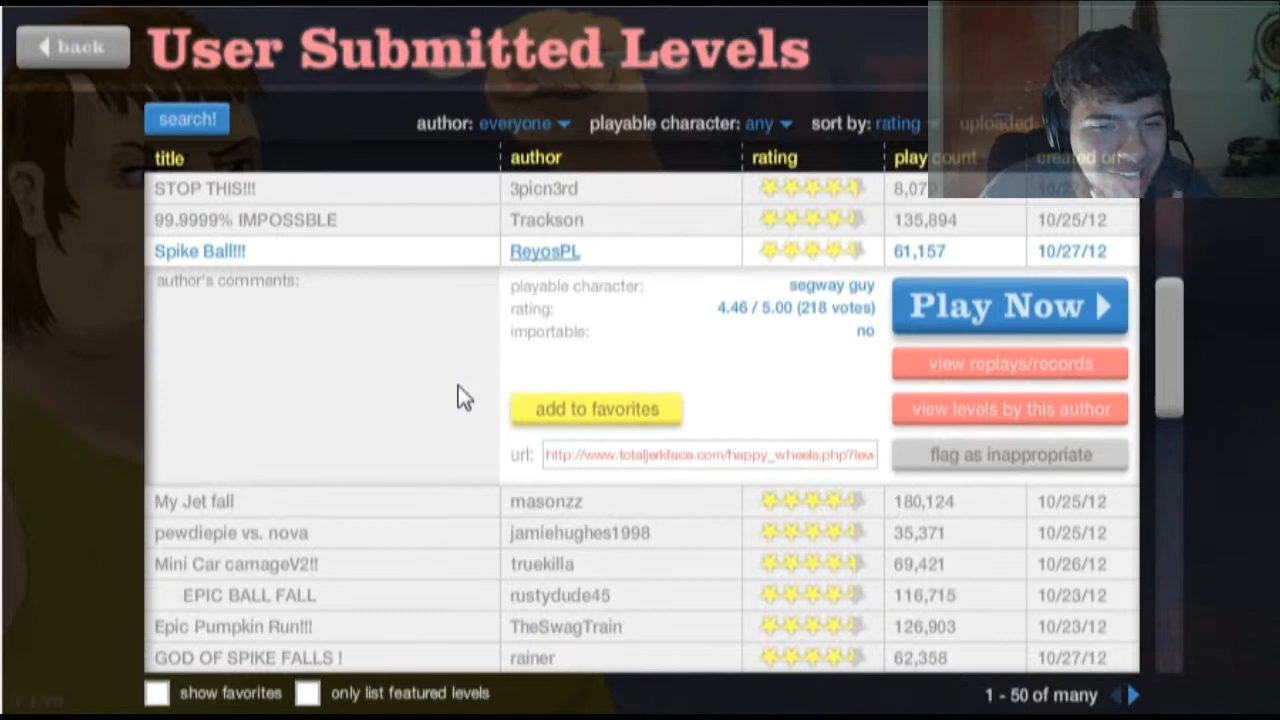 back
User Submitted Levels
search!
author: everyone playable character: any sort by: rating uploaded:
title author rating play count created on
STOP THIS!!! 3picn3rd
99.9999% IMPOSSBLE Trackson 135,894 10/25/12
Spike Ball!!! ReyosPL 61,157 10/27/12
author's comments:
playable character: segway guy
rating: 4.46 / 5.00 (218 votes)
importable: no
Play Now
view replays/records
add to favorites
view levels by this author
url: http://www.totaljerkface.com/happy_wheels.php?lev
flag as inappropriate
My Jet fall masonzz 180,124 10/25/12
pewdiepie vs. nova jamiehughes1998 35,371 10/25/12
Mini Car carnageV2!! truekilla 69,421 10/26/12
EPIC BALL FALL rustydude45 116,715 10/23/12
Epic Pumpkin Run!!! TheSwagTrain 126,903 10/23/12
GOD OF SPIKE FALLS ! rainer 62,358 10/27/12
show favorites only list featured levels 1 - 50 of many